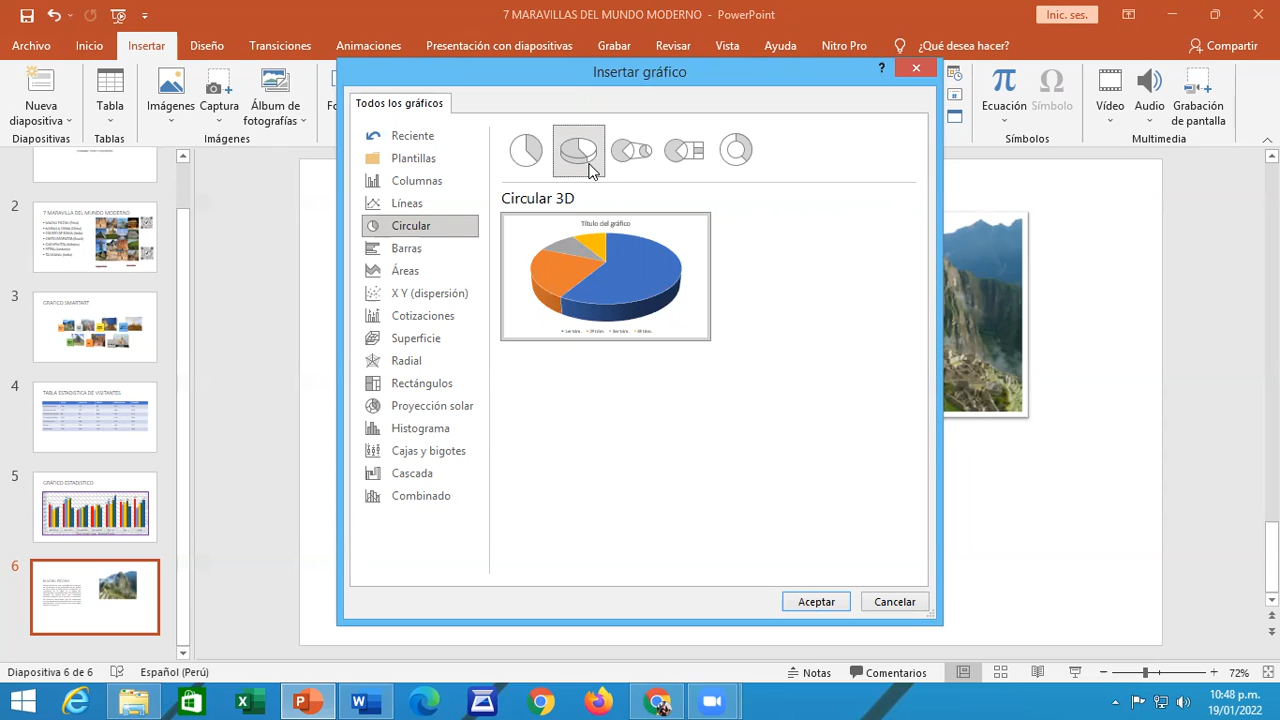 7 MARAVILLAS DEL MUNDO MODERNO - PowerPoint
Inic. ses.
Archivo Inicio Insertar Diseño Transiciones Animaciones Presentación con diapositivas Grabar Revisar Vista Ayuda Nitro Pro ¿Qué desea hacer? Compartir
Nueva diapositiva
Tabla
Imágenes
Captura
Álbum de fotografías
Ecuación
Símbolo
Vídeo
Audio
Grabación de pantalla
Diapositivas
Tablas
Imágenes
Símbolos
Multimedia
Insertar gráfico
?
Todos los gráficos
Reciente
Plantillas
Columnas
Líneas
Circular
Barras
Áreas
X Y (dispersión)
Cotizaciones
Superficie
Radial
Rectángulos
Proyección solar
Histograma
Cajas y bigotes
Cascada
Combinado
Circular 3D
Título del gráfico
Aceptar
Cancelar
2
7 MARAVILLA DEL MUNDO MODERNO
3
GRAFICO SMARTART
4
TABLA ESTADISTICA DE VISITANTES
5
GRAFICO ESTADISTICO
6
Diapositiva 6 de 6 Español (Perú) Notas Comentarios 72%
10:48 p.m.
19/01/2022